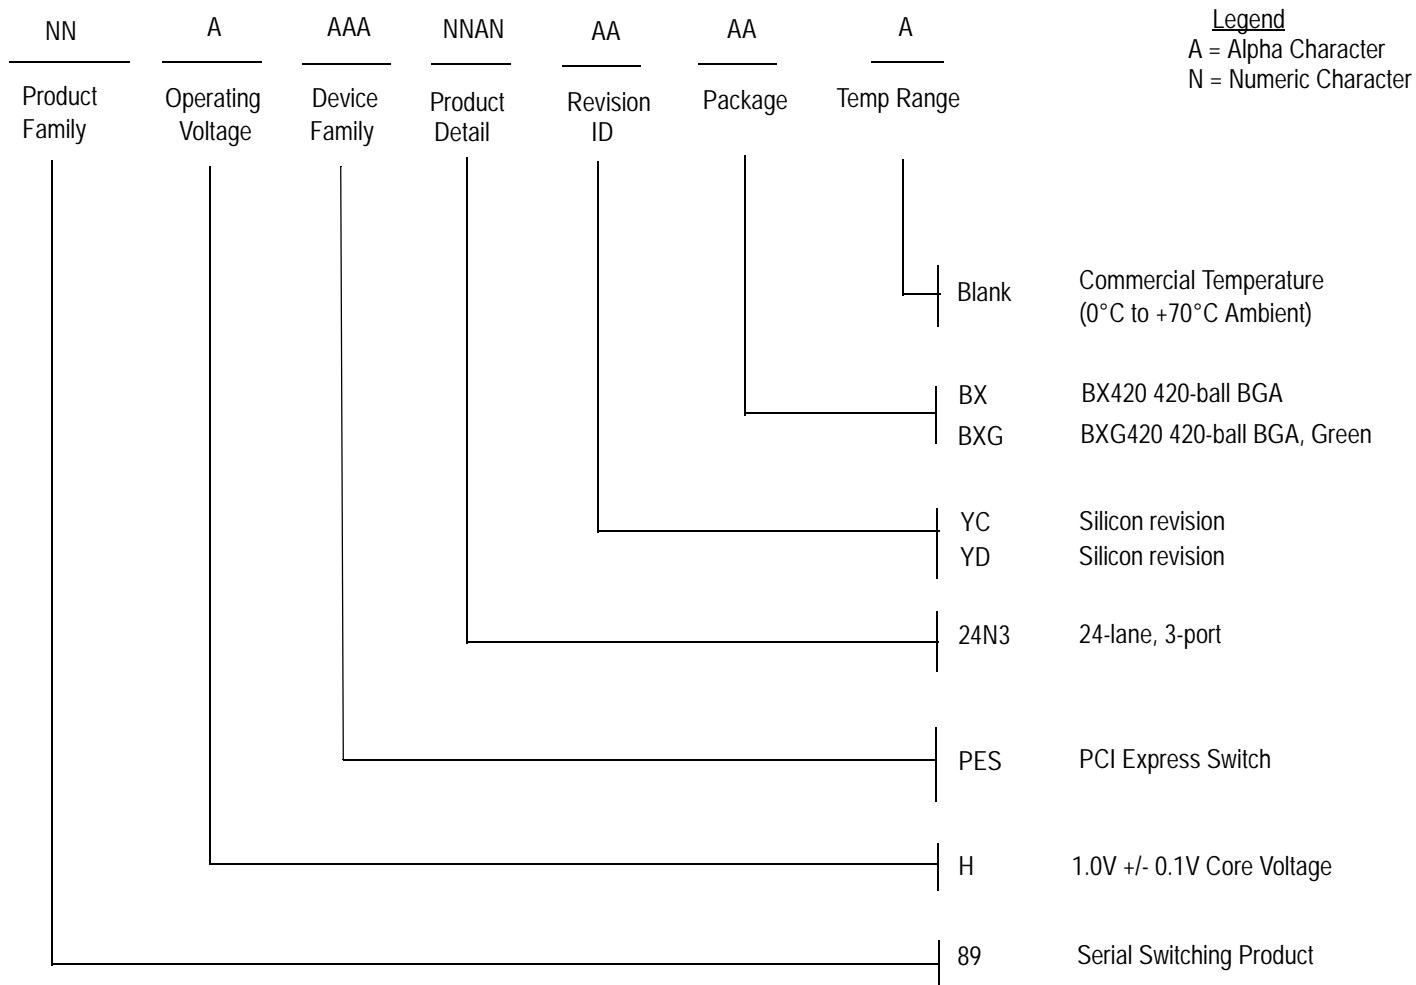 NN A AAA NNAN AA AA A
Legend
A = Alpha Character
N = Numeric Character
Product
Family
Operating
Voltage
Device
Family
Product
Detail
Revision
ID
Package
Temp Range
Blank Commercial Temperature
(0°C to +70°C Ambient)
BX BX420 420-ball BGA
BXG BXG420 420-ball BGA, Green
YC Silicon revision
YD Silicon revision
24N3 24-lane, 3-port
PES PCI Express Switch
H 1.0V +/- 0.1V Core Voltage
89 Serial Switching Product